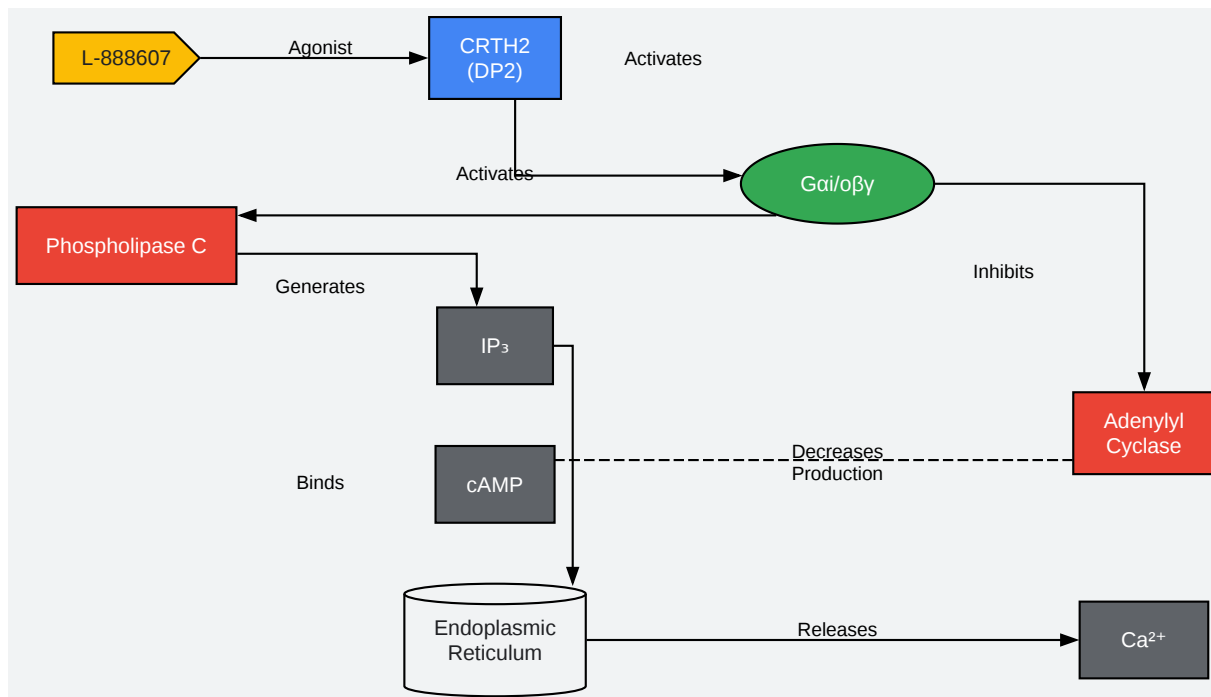 L-888607
Agonist
CRTH2
(DP2)
Activates
Activates
Gαi/oβγ
Phospholipase C
Generates
Inhibits
IP₃
Adenylyl
Cyclase
Decreases
Production
Binds
cAMP
Endoplasmic
Reticulum
Releases
Ca²⁺